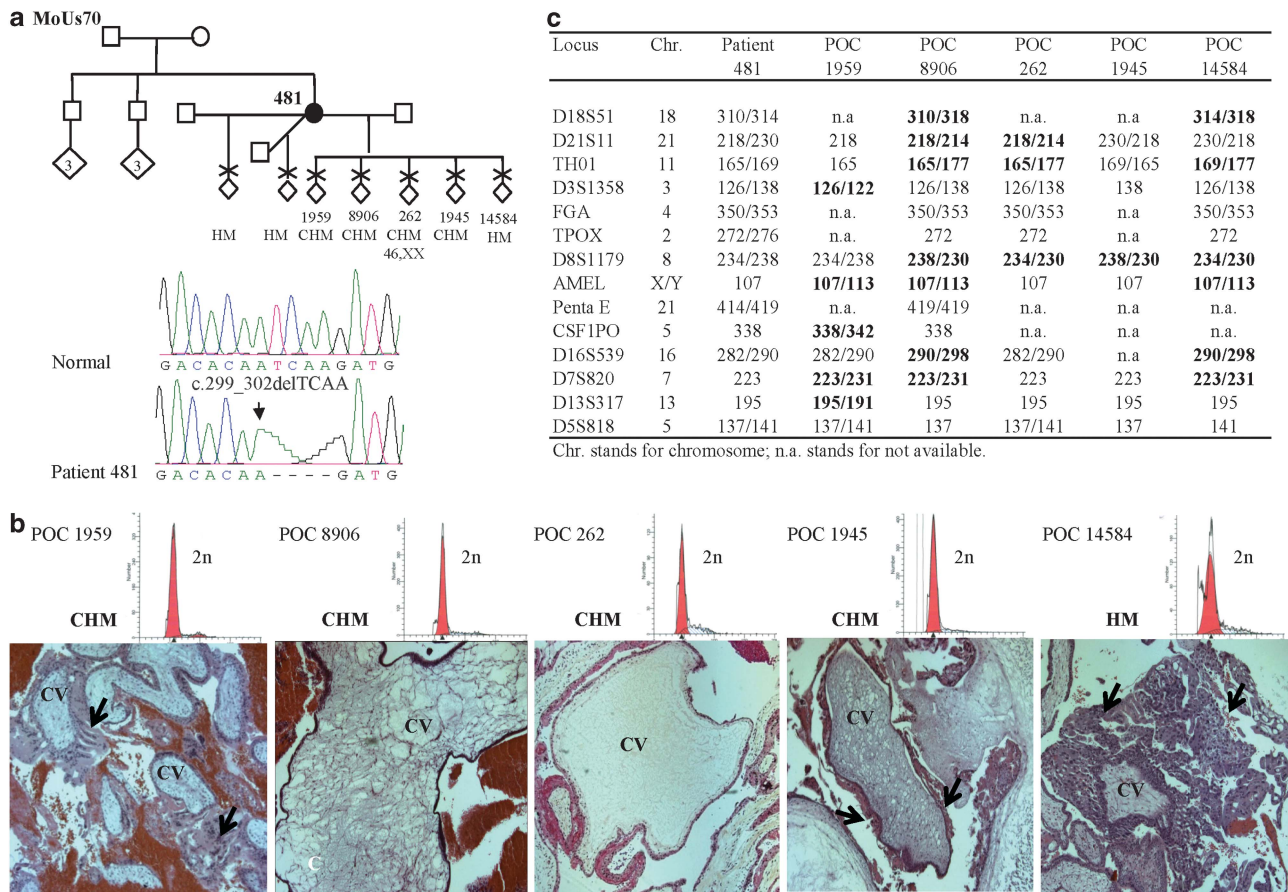 a MoUs70
481
3 3
1959 8906 262 1945 14584
HM HM CHM CHM CHM CHM HM
46,XX
Normal
G A C A C A A T C A A G A T G
c.299_302delTCAA
Patient 481
G A C A C A A - - - - G A T G
c
Locus Chr. Patient POC POC POC POC POC
481 1959 8906 262 1945 14584
D18S51 18 310/314 n.a 310/318 n.a. n.a 314/318
D21S11 21 218/230 218 218/214 218/214 230/218 230/218
TH01 11 165/169 165 165/177 165/177 169/165 169/177
D3S1358 3 126/138 126/122 126/138 126/138 138 126/138
FGA 4 350/353 n.a. 350/353 350/353 n.a 350/353
TPOX 2 272/276 n.a. 272 272 n.a 272
D8S1179 8 234/238 234/238 238/230 234/230 238/230 234/230
AMEL X/Y 107 107/113 107/113 107 107 107/113
Penta E 21 414/419 n.a. 419/419 n.a. n.a. n.a.
CSF1PO 5 338 338/342 338 n.a. n.a. n.a.
D16S539 16 282/290 282/290 290/298 282/290 n.a 290/298
D7S820 7 223 223/231 223/231 223 223 223/231
D13S317 13 195 195/191 195 195 195 195
D5S818 5 137/141 137/141 137 137/141 137 141
Chr. stands for chromosome; n.a. stands for not available.
b
POC 1959 POC 8906 POC 262 POC 1945 POC 14584
2n 2n 2n 2n 2n
Number Number Number Number Number
CHM CHM CHM CHM HM
CV CV CV CV CV CV
C